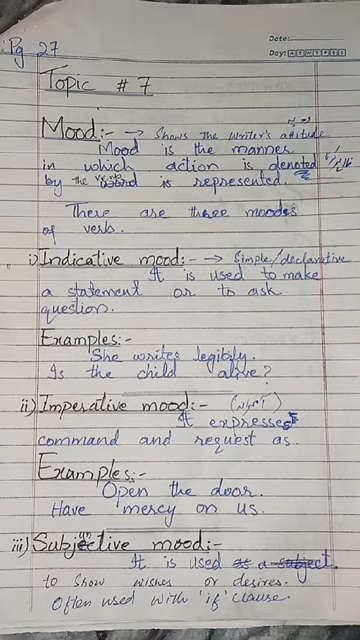 Pg 27
Date:
Day: M T W T F S S
Topic # 7
Mood:- → Shows the writer's attitude
Mood is the manner
in which action is denoted
by the verb is represented.
There are three moodes
of verb.
i) Indicative mood:- → Simple/declarative
It is used to make
a statement or to ask
question.
Examples:-
She writes legibily.
Is the child alive?
ii) Imperative mood:-
It expresses
command and request as.
Examples:-
Open the door.
Have mercy on us.
iii) Subjective mood:-
un
It is used as a subject
to show wishes or desires.
Often used with 'if' clause.